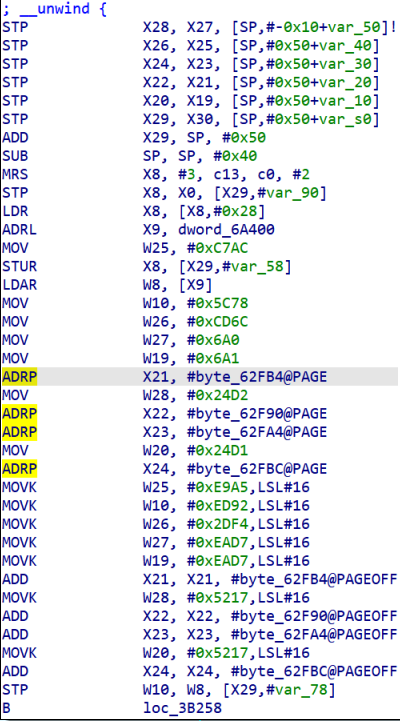 ; __unwind {
STP X28, X27, [SP,#-0x10+var_50]!
STP X26, X25, [SP,#0x50+var_40]
STP X24, X23, [SP,#0x50+var_30]
STP X22, X21, [SP,#0x50+var_20]
STP X20, X19, [SP,#0x50+var_10]
STP X29, X30, [SP,#0x50+var_s0]
ADD X29, SP, #0x50
SUB SP, SP, #0x40
MRS X8, #3, c13, c0, #2
STP X8, X0, [X29,#var_90]
LDR X8, [X8,#0x28]
ADRL X9, dword_6A400
MOV W25, #0xC7AC
STUR X8, [X29,#var_58]
LDAR W8, [X9]
MOV W10, #0x5C78
MOV W26, #0xCD6C
MOV W27, #0x6A0
MOV W19, #0x6A1
ADRP X21, #byte_62FB4@PAGE
MOV W28, #0x24D2
ADRP X22, #byte_62F90@PAGE
ADRP X23, #byte_62FA4@PAGE
MOV W20, #0x24D1
ADRP X24, #byte_62FBC@PAGE
MOVK W25, #0xE9A5,LSL#16
MOVK W10, #0xED92,LSL#16
MOVK W26, #0x2DF4,LSL#16
MOVK W27, #0xEAD7,LSL#16
MOVK W19, #0xEAD7,LSL#16
ADD X21, X21, #byte_62FB4@PAGEOFF
MOVK W28, #0x5217,LSL#16
ADD X22, X22, #byte_62F90@PAGEOFF
ADD X23, X23, #byte_62FA4@PAGEOFF
MOVK W20, #0x5217,LSL#16
ADD X24, X24, #byte_62FBC@PAGEOFF
STP W10, W8, [X29,#var_78]
B loc_3B258